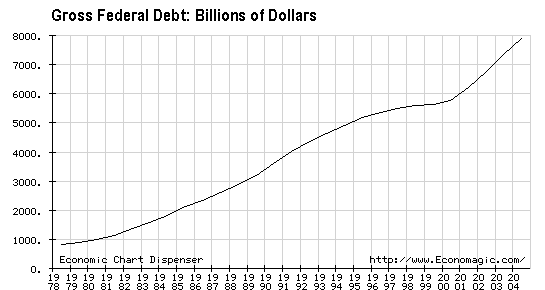 Gross Federal Debt: Billions of Dollars
8000.
7000.
6000.
5000.
4000.
3000.
2000.
1000.
0.
Economic Chart Dispenser http://www.Economagic.com/
19 19 19 19 19 19 19 19 19 19 19 19 19 19 19 19 19 19 19 19 19 19 20 20 20 20 20
78 79 80 81 82 83 84 85 86 87 88 89 90 91 92 93 94 95 96 97 98 99 00 01 02 03 04